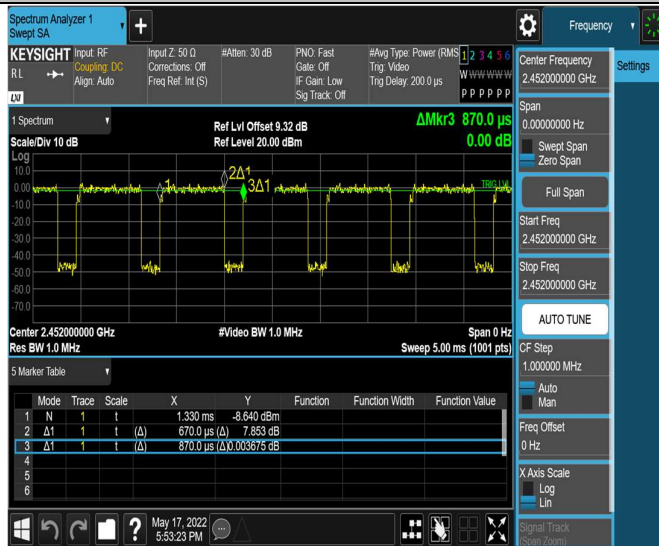 Spectrum Analyzer 1
Swept SA
Frequency
KEYSIGHT
RL
LXI
Input: RF
Coupling: DC
Align: Auto
Input Z: 50 Ω
Corrections: Off
Freq Ref: Int (S)
#Atten: 30 dB
PNO: Fast
Gate: Off
IF Gain: Low
Sig Track: Off
#Avg Type: Power (RMS
Trig: Video
Trig Delay: 200.0 µs
1 2 3 4 5 6
W W W W W W
P P P P P P
Center Frequency
2.452000000 GHz
Settings
Span
0.00000000 Hz
Swept Span
Zero Span
Full Span
Start Freq
2.452000000 GHz
Stop Freq
2.452000000 GHz
AUTO TUNE
CF Step
1.000000 MHz
Auto
Man
Freq Offset
0 Hz
X Axis Scale
Log
Lin
Signal Track
(Span Zoom)
1 Spectrum
Scale/Div 10 dB
Ref Lvl Offset 9.32 dB
Ref Level 20.00 dBm
ΔMkr3 870.0 µs
0.00 dB
Log
10.0
0.00
-10.0
-20.0
-30.0
-40.0
-50.0
-60.0
-70.0
1
2Δ1
3Δ1
TRIG LVL
Center 2.452000000 GHz
#Video BW 1.0 MHz
Span 0 Hz
Res BW 1.0 MHz
Sweep 5.00 ms (1001 pts)
5 Marker Table
Mode Trace Scale X Y Function Function Width Function Value
1 N 1 t 1.330 ms -8.640 dBm
2 Δ1 1 t (Δ) 670.0 µs (Δ) 7.853 dB
3 Δ1 1 t (Δ) 870.0 µs (Δ)0.003675 dB
4
5
6
?
May 17, 2022
5:53:23 PM